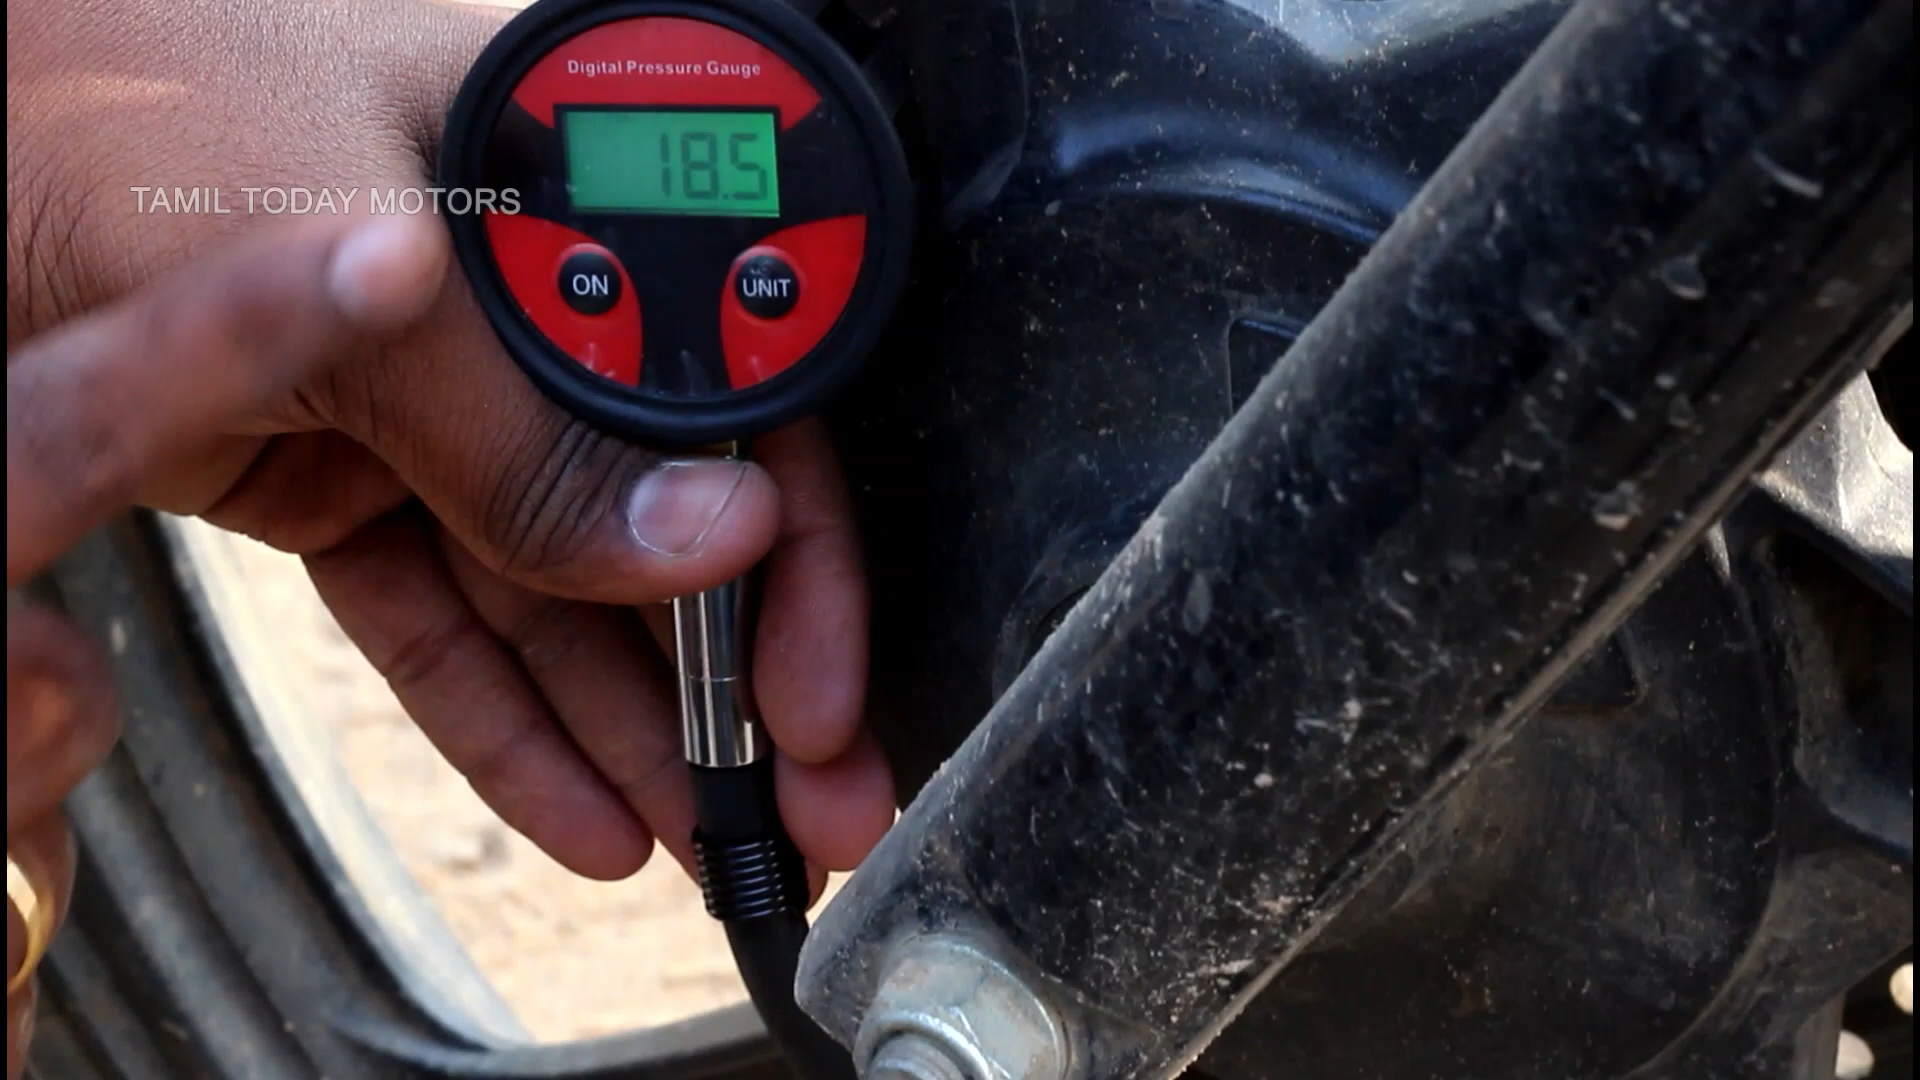 Digital Pressure Gauge
18.5
TAMIL TODAY MOTORS
ON
UNIT